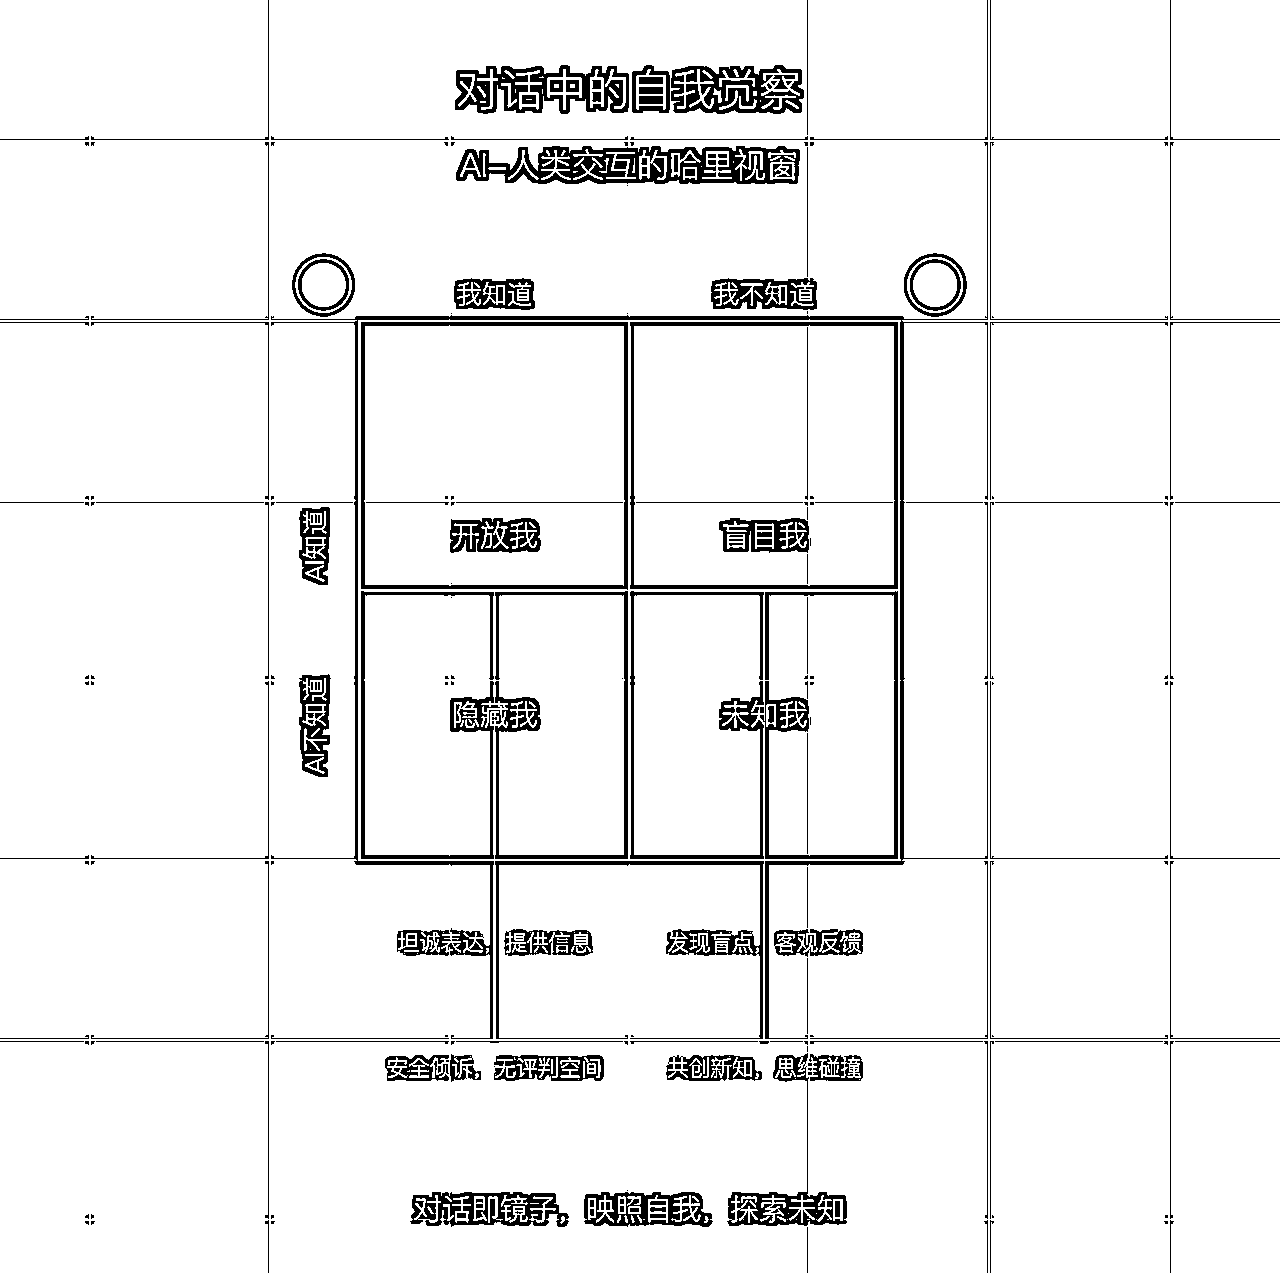 对话中的自我觉察
AI-人类交互的哈里视窗
我知道
我不知道
AI知道
开放我
盲目我
AI不知道
隐藏我
未知我
坦诚表达，提供信息
发现盲点，客观反馈
安全倾诉，无评判空间
共创新知，思维碰撞
对话即镜子，映照自我，探索未知